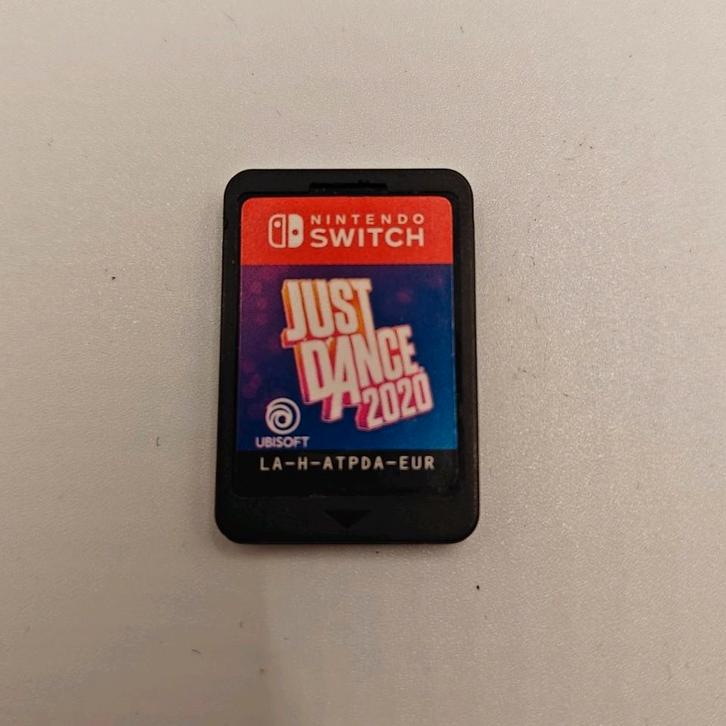 NINTENDO
SWITCH
JUST
DANCE
2020
UBISOFT
LA-H-ATPDA-EUR